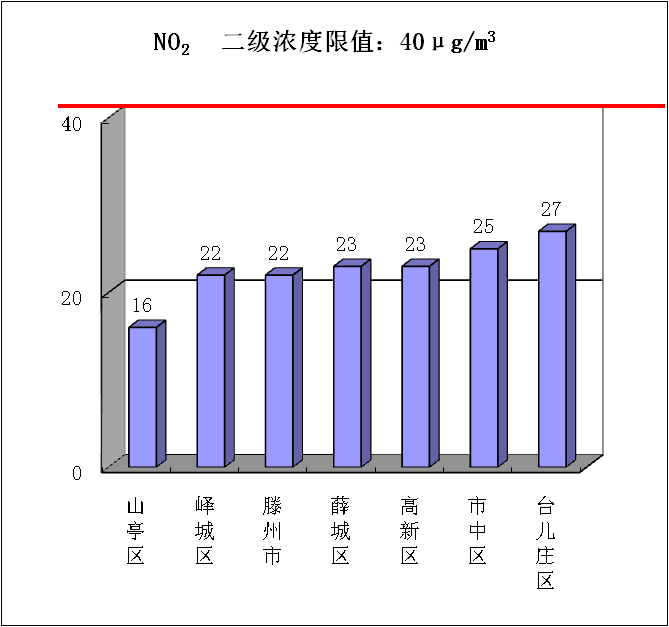 NO₂ 二级浓度限值：40μg/m³
40
20
0
16
22
22
23
23
25
27
山亭区
峄城区
滕州市
薛城区
高新区
市中区
台儿庄区